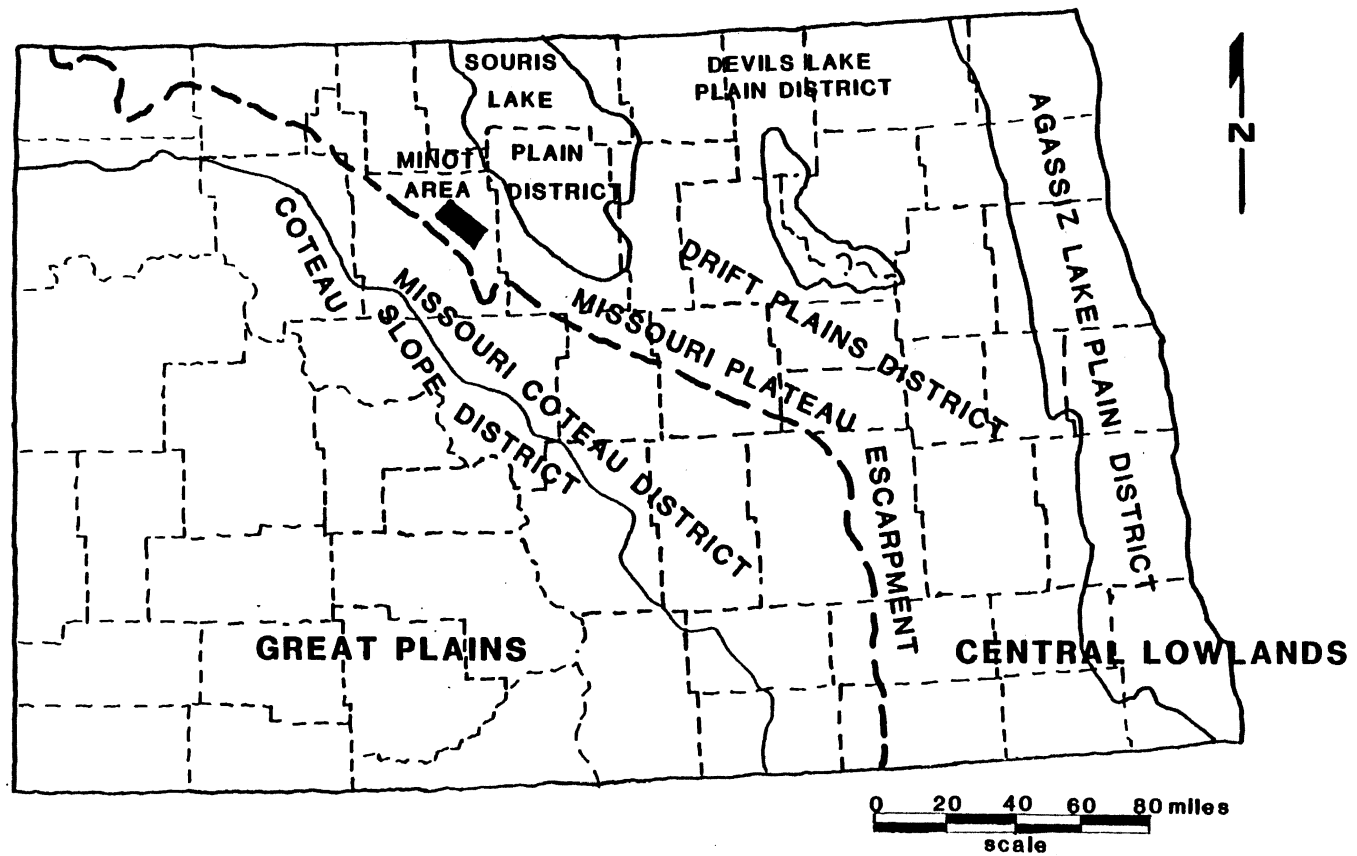 SOURIS
LAKE
PLAIN
DISTRICT
DEVILS LAKE
PLAIN DISTRICT
N
MINOT
AREA
AGASSIZ LAKE PLAIN DISTRICT
COTEAU SLOPE DISTRICT
MISSOURI COTEAU DISTRICT
MISSOURI PLATEAU ESCARPMENT
DRIFT PLAINS DISTRICT
GREAT PLAINS
CENTRAL LOWLANDS
0 20 40 60 80 miles
scale